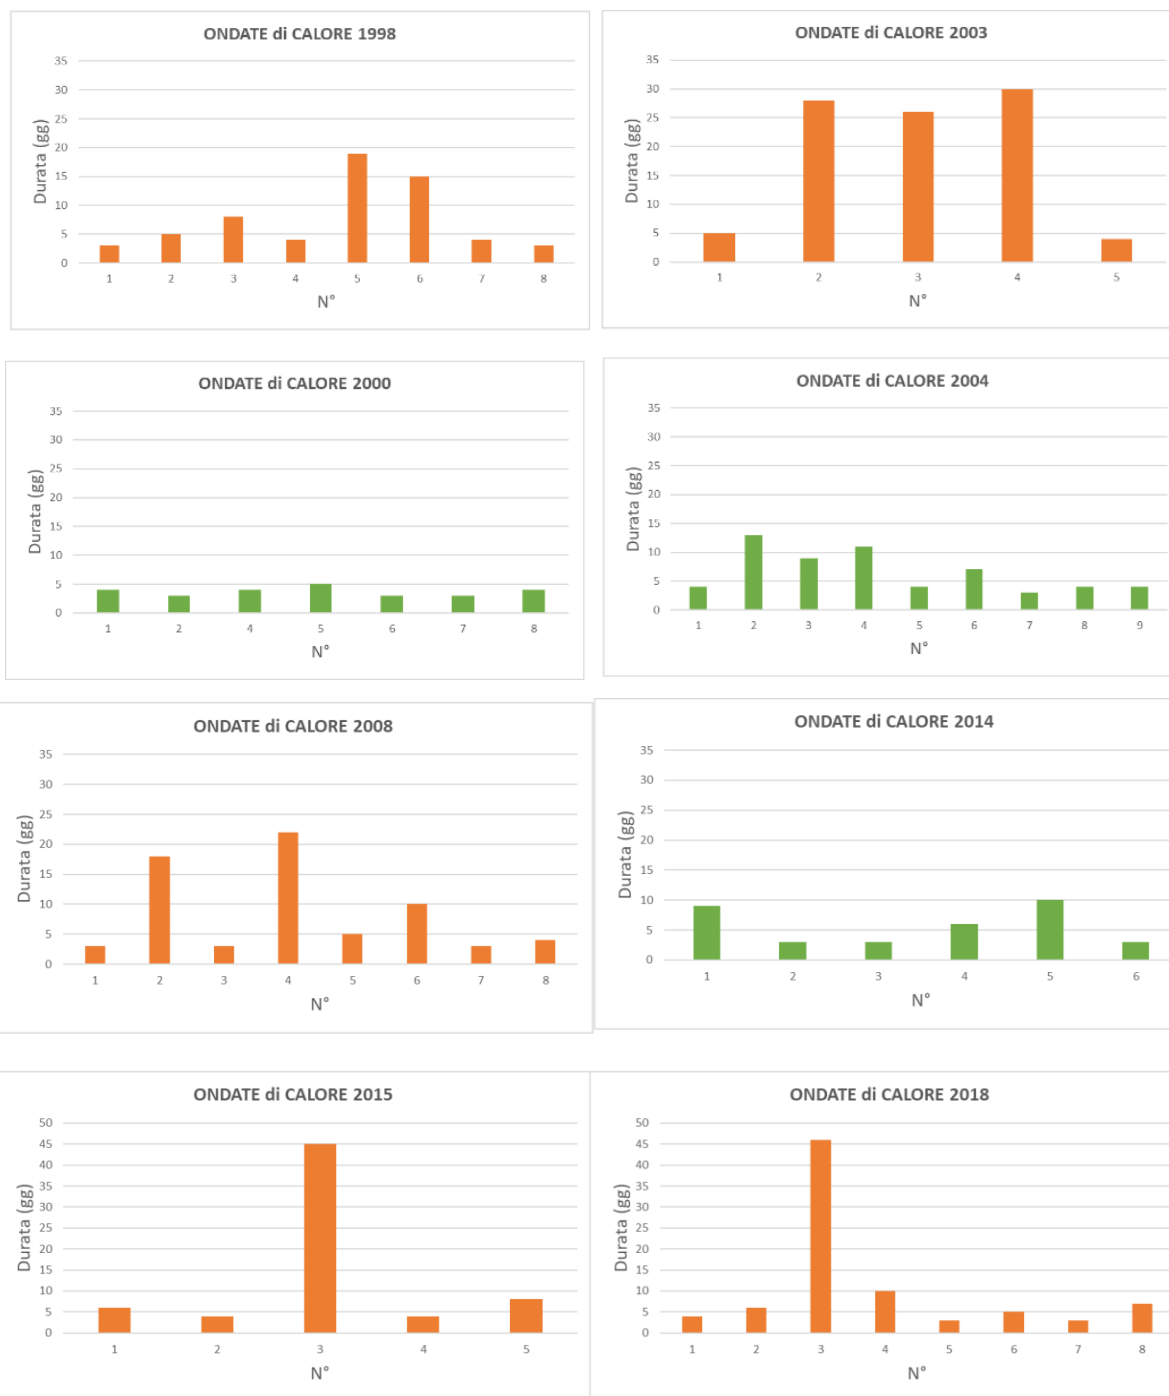 ONDATE di CALORE 1998
35
30
25
20
15
10
5
0
Durata (gg)
1 2 3 4 5 6 7 8
N°
ONDATE di CALORE 2003
35
30
25
20
15
10
5
0
Durata (gg)
1 2 3 4 5
N°
ONDATE di CALORE 2000
35
30
25
20
15
10
5
0
Durata (gg)
1 2 4 5 6 7 8
N°
ONDATE di CALORE 2004
35
30
25
20
15
10
5
0
Durata (gg)
1 2 3 4 5 6 7 8 9
N°
ONDATE di CALORE 2008
35
30
25
20
15
10
5
0
Durata (gg)
1 2 3 4 5 6 7 8
N°
ONDATE di CALORE 2014
35
30
25
20
15
10
5
0
Durata (gg)
1 2 3 4 5 6
N°
ONDATE di CALORE 2015
50
45
40
35
30
25
20
15
10
5
0
Durata (gg)
1 2 3 4 5
N°
ONDATE di CALORE 2018
50
45
40
35
30
25
20
15
10
5
0
Durata (gg)
1 2 3 4 5 6 7 8
N°